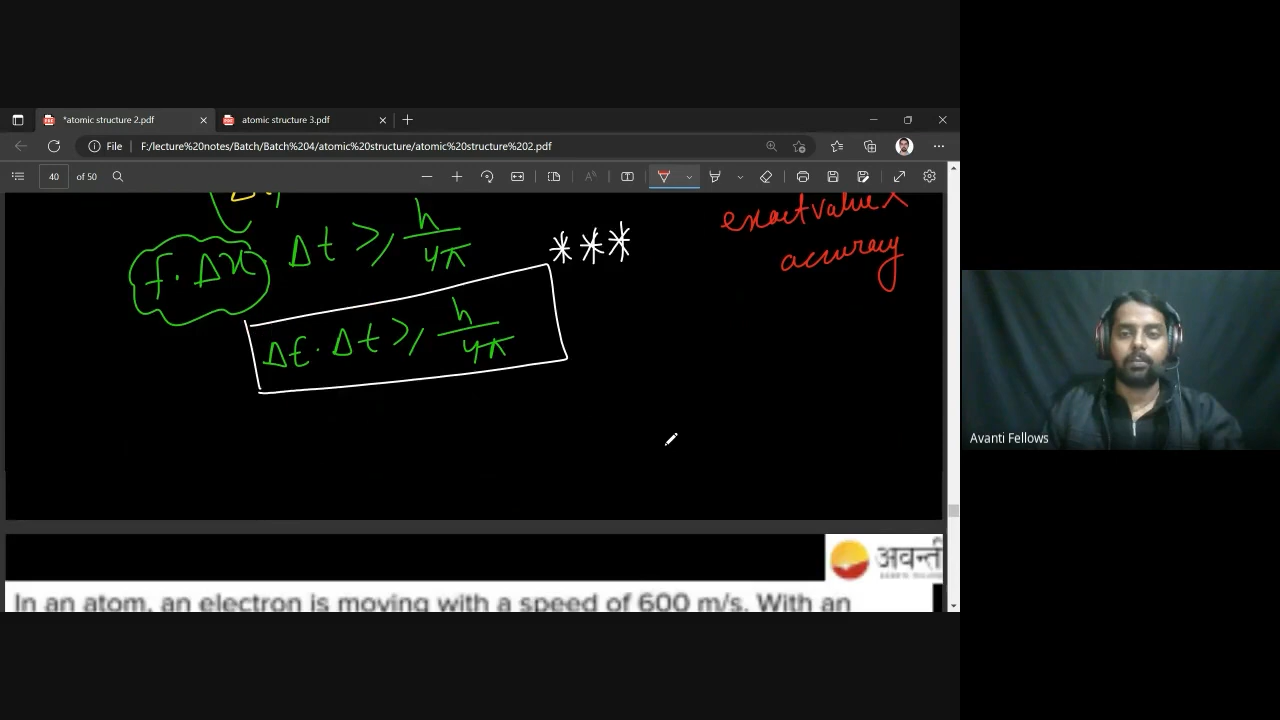 *atomic structure 2.pdf
atomic structure 3.pdf
File
F:/lecture%20notes/Batch/Batch%204/atomic%20structure/atomic%20structure%202.pdf
40 of 50
exact value X
accuracy
f · Δx Δt ≥ h/4π
***
ΔE · Δt ≥ h/4π
Avanti Fellows
अवन्ती
In an atom, an electron is moving with a speed of 600 m/s. With an